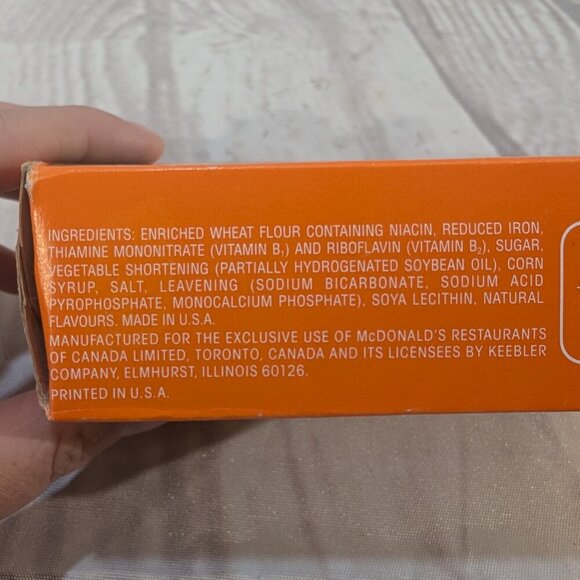 INGREDIENTS: ENRICHED WHEAT FLOUR CONTAINING NIACIN, REDUCED IRON,
THIAMINE MONONITRATE (VITAMIN B₁) AND RIBOFLAVIN (VITAMIN B₂), SUGAR,
VEGETABLE SHORTENING (PARTIALLY HYDROGENATED SOYBEAN OIL), CORN
SYRUP, SALT, LEAVENING (SODIUM BICARBONATE, SODIUM ACID
PYROPHOSPHATE, MONOCALCIUM PHOSPHATE), SOYA LECITHIN, NATURAL
FLAVOURS. MADE IN U.S.A.
MANUFACTURED FOR THE EXCLUSIVE USE OF McDONALD'S RESTAURANTS
OF CANADA LIMITED, TORONTO, CANADA AND ITS LICENSEES BY KEEBLER
COMPANY, ELMHURST, ILLINOIS 60126.
PRINTED IN U.S.A.